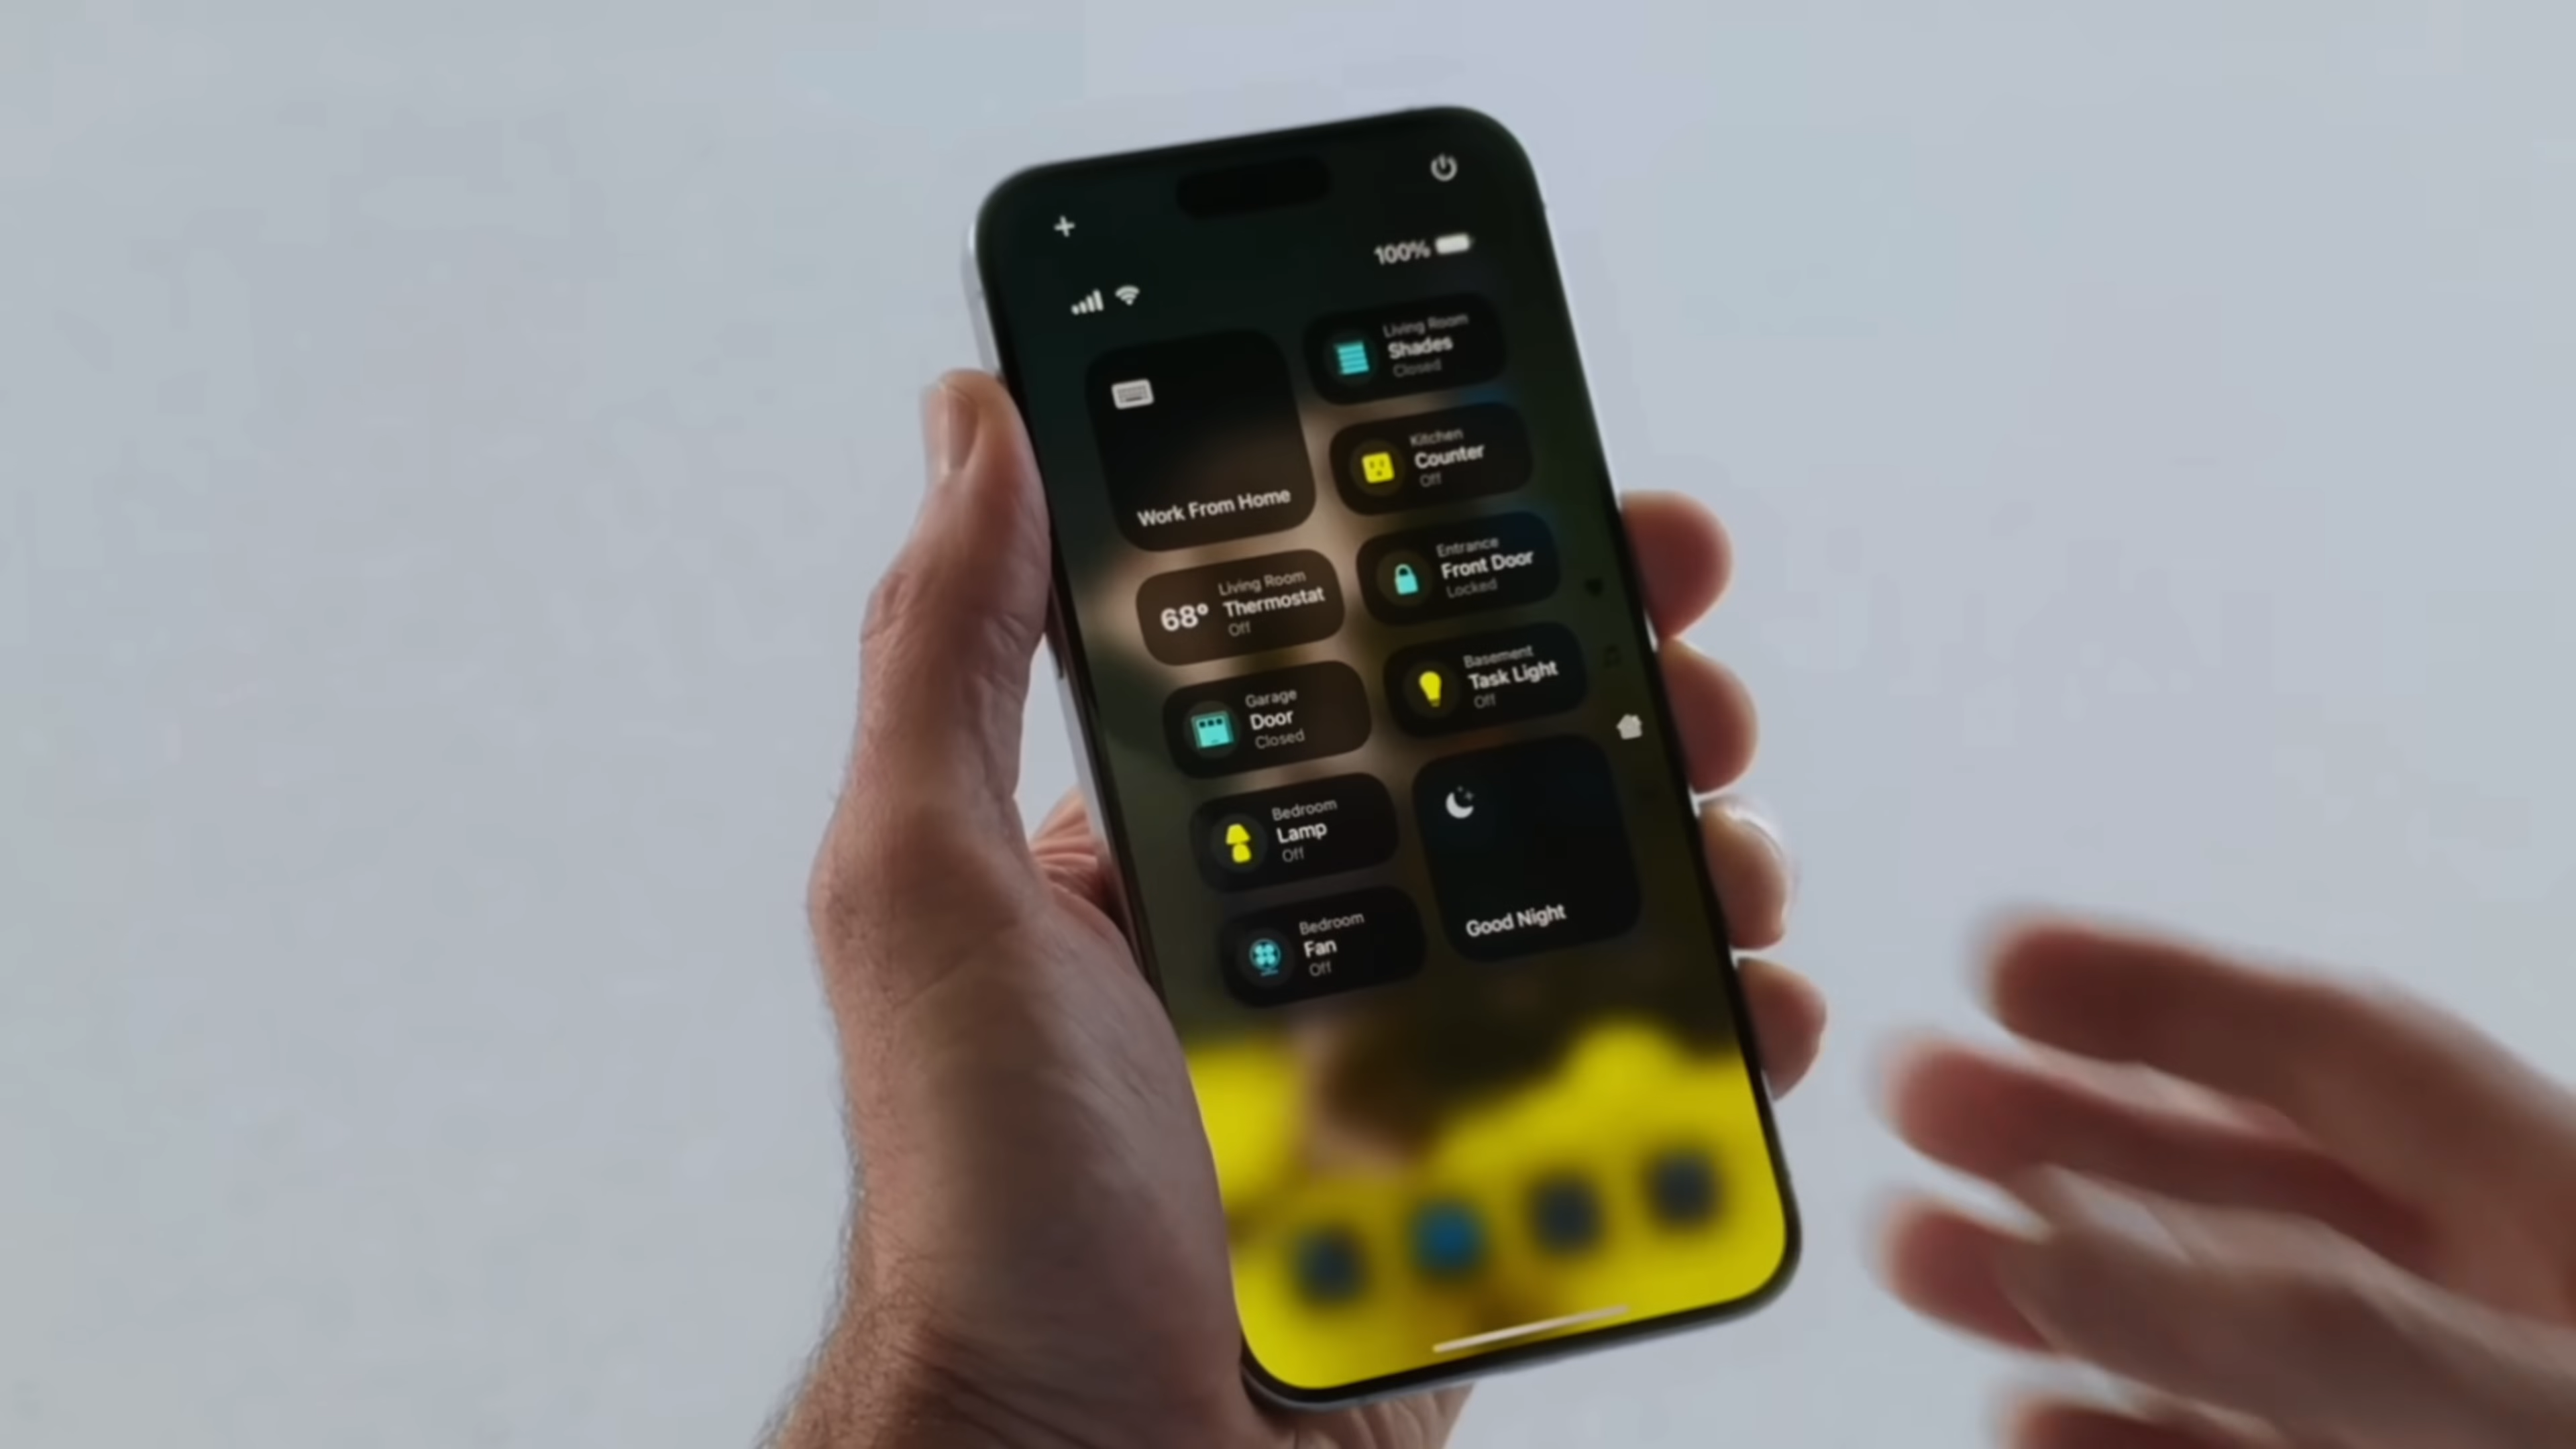 100%
Work From Home
Living Room
Shades
Closed
Kitchen
Counter
Off
68°
Living Room
Thermostat
Off
Entrance
Front Door
Locked
Garage
Door
Closed
Basement
Task Light
Off
Bedroom
Lamp
Off
Good Night
Bedroom
Fan
Off